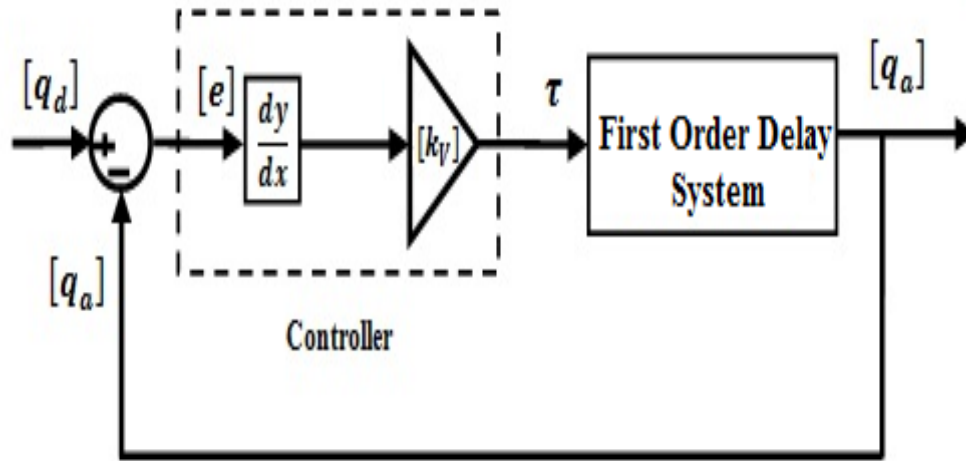 [q_d]
+
−
[e]
dy
dx
[k_V]
τ
First Order Delay
System
[q_a]
[q_a]
Controller